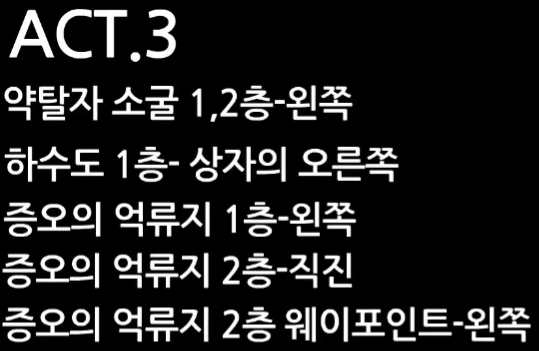 ACT.3
약탈자 소굴 1,2층-왼쪽
하수도 1층- 상자의 오른쪽
증오의 억류지 1층-왼쪽
증오의 억류지 2층-직진
증오의 억류지 2층 웨이포인트-왼쪽